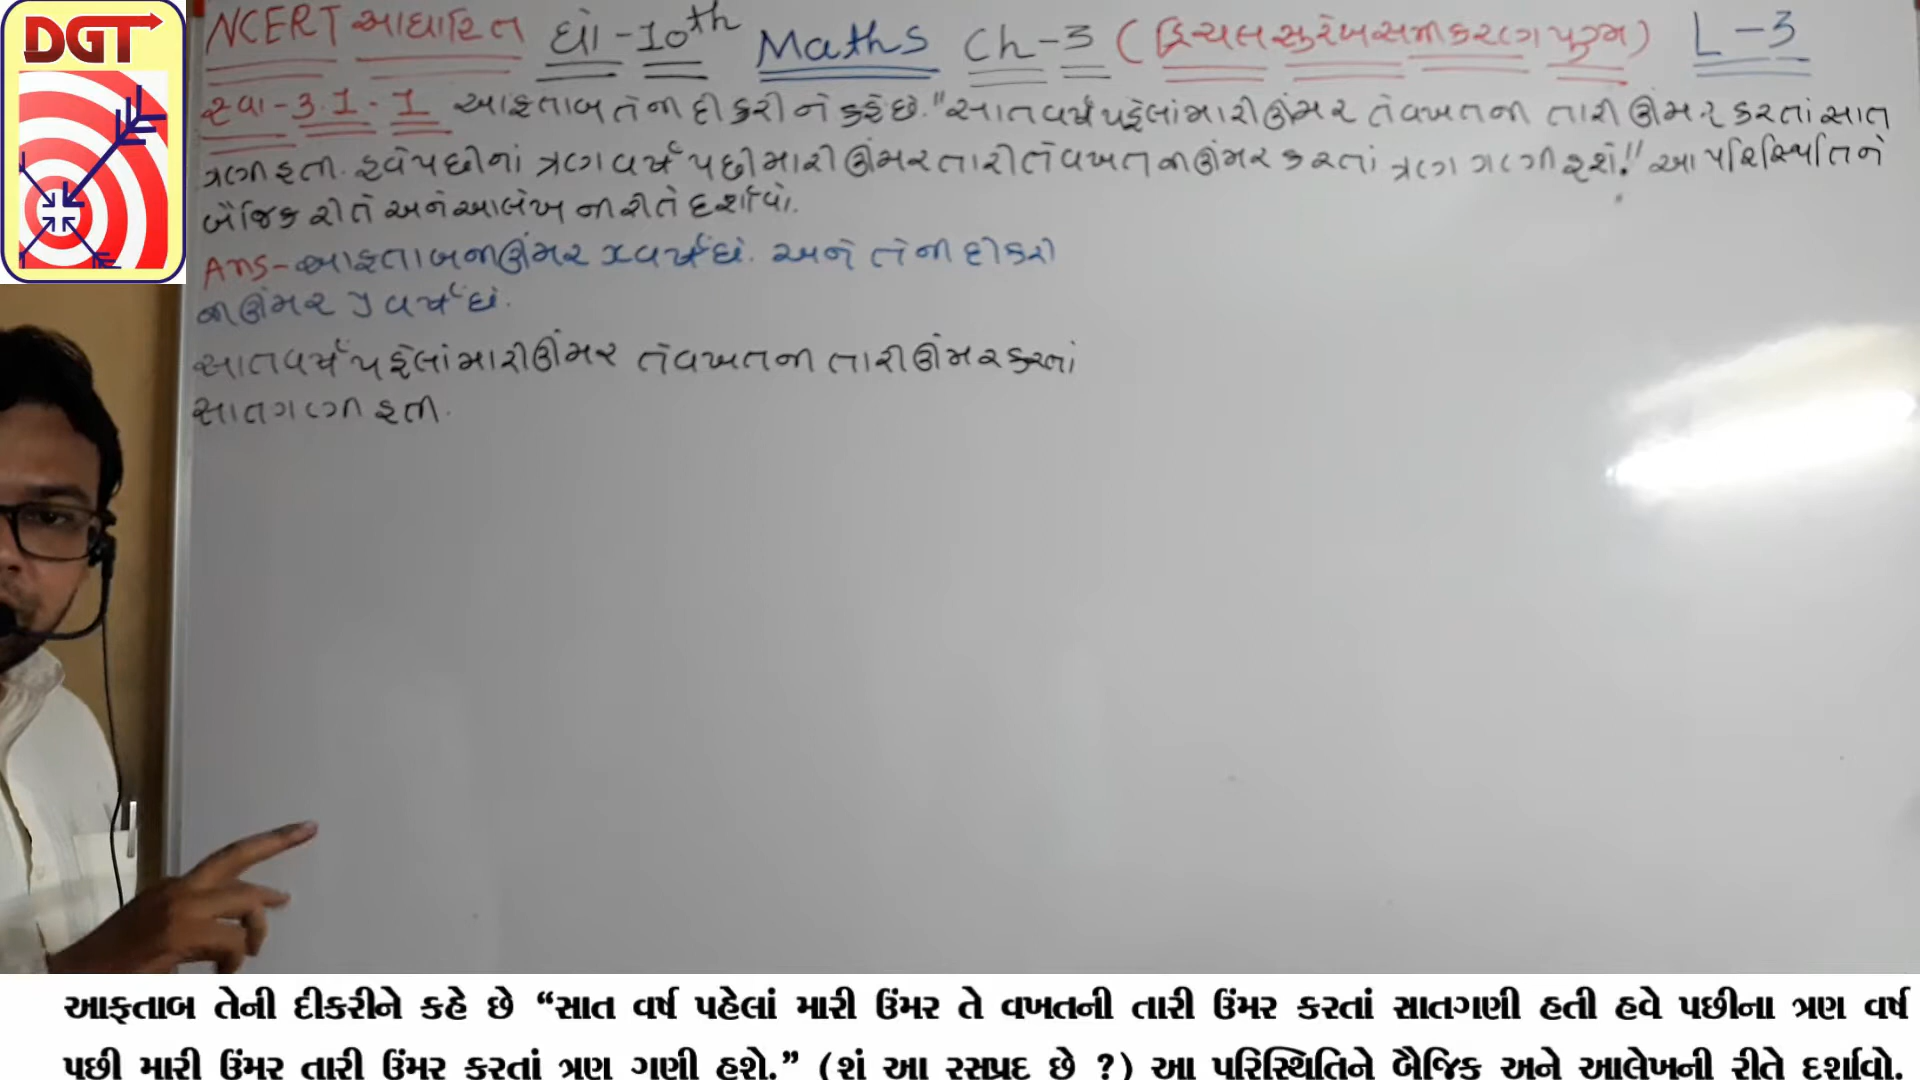 DGT
NCERT આધારિત ધો-10th Maths Ch-3 (દ્વિચલ સુરેખ સમીકરણ યુગ્મ) L-3
સ્વા-3.1.1 આફતાબ તેની દીકરીને કહે છે. "સાત વર્ષ પહેલાં મારી ઊંમર તે વખતની તારી ઊંમર કરતાં સાત
ગણી હતી. હવે પછીનાં ત્રણ વર્ષ પછી મારી ઊંમર તારી તે વખતની ઊંમર કરતાં ત્રણ ગણી હશે!" આ પરિસ્થિતિને
બૈજિક રીતે અને આલેખની રીતે દર્શાવો.
Ans- આફતાબની ઊંમર x વર્ષ છે. અને તેની દીકરી
ની ઊંમર y વર્ષ છે.
સાત વર્ષ પહેલાં મારી ઊંમર તે વખતની તારી ઊંમર કરતાં
સાત ગણી હતી.
આફતાબ તેની દીકરીને કહે છે “સાત વર્ષ પહેલાં મારી ઉંમર તે વખતની તારી ઉંમર કરતાં સાતગણી હતી હવે પછીના ત્રણ વર્ષ
પછી મારી ઉંમર તારી ઉંમર કરતાં ત્રણ ગણી હશે.” (શં આ રસપ્રદ છે ?) આ પરિસ્થિતિને બૈજિક અને આલેખની રીતે દર્શાવો.